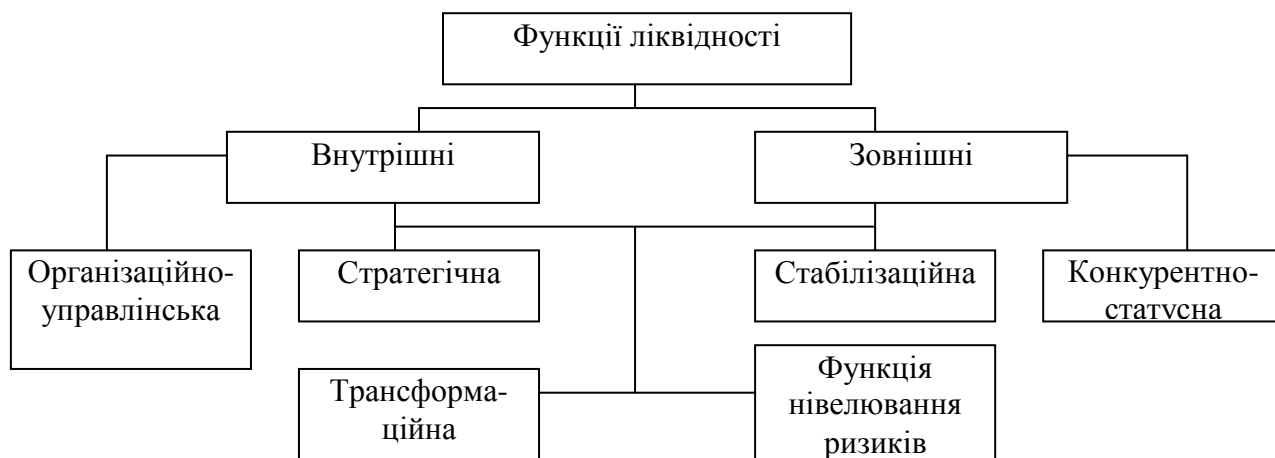 Функції ліквідності
Внутрішні
Зовнішні
Організаційно-
управлінська
Стратегічна
Стабілізаційна
Конкурентно-
статусна
Трансформа-
ційна
Функція
нівелювання
ризиків